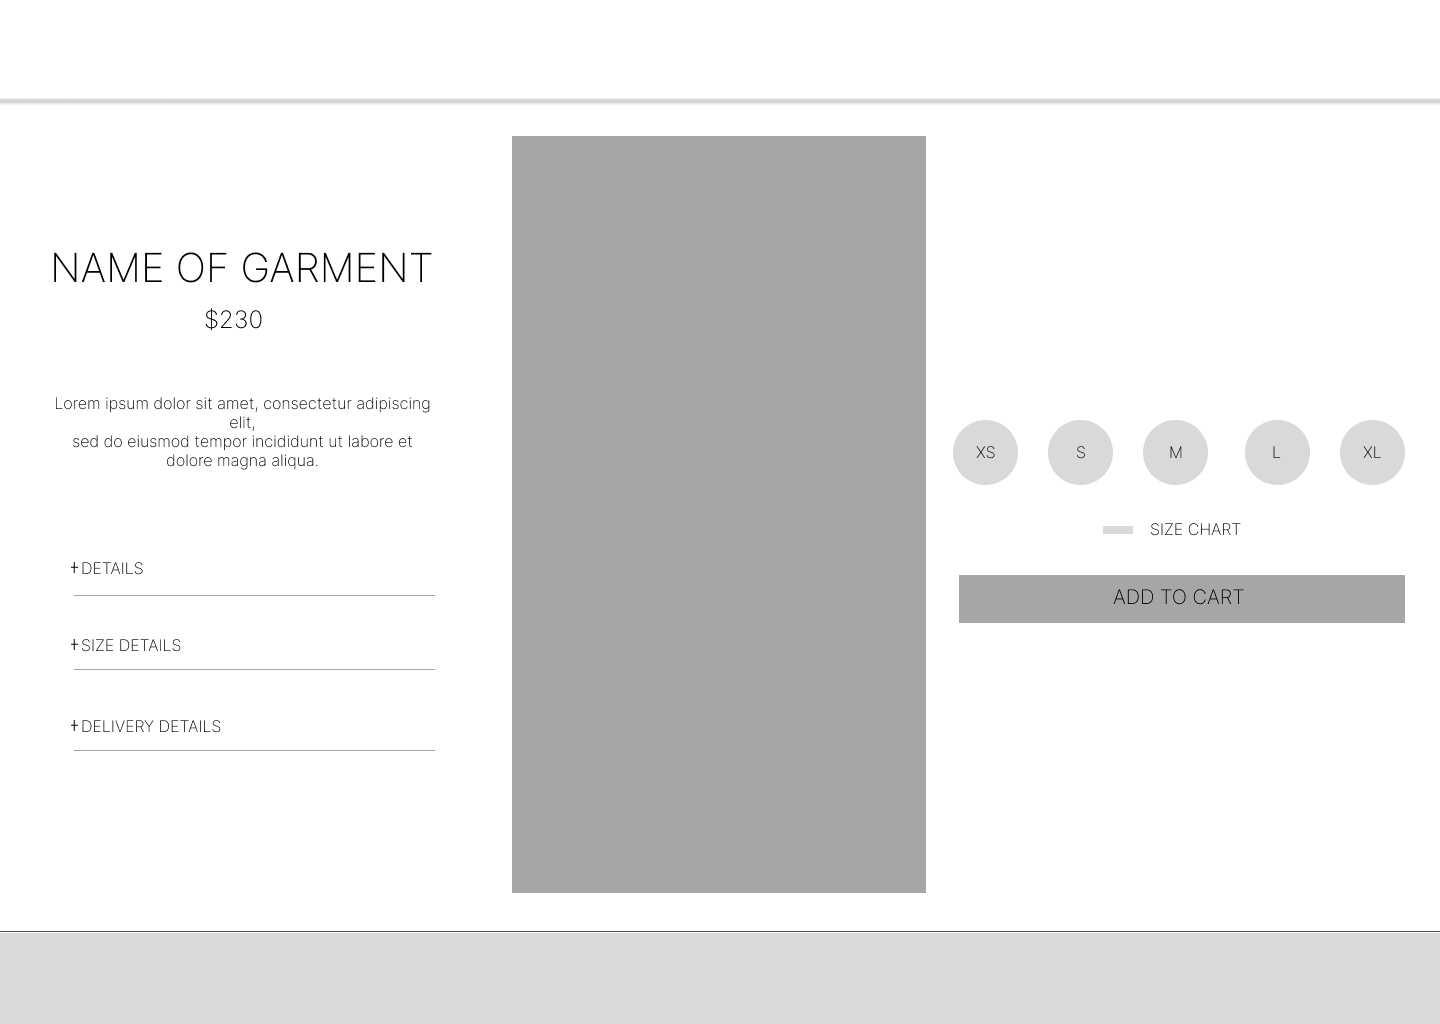 NAME OF GARMENT
$230
Lorem ipsum dolor sit amet, consectetur adipiscing
elit,
sed do eiusmod tempor incididunt ut labore et
dolore magna aliqua.
+ DETAILS
+ SIZE DETAILS
+ DELIVERY DETAILS
XS S M L XL
SIZE CHART
ADD TO CART